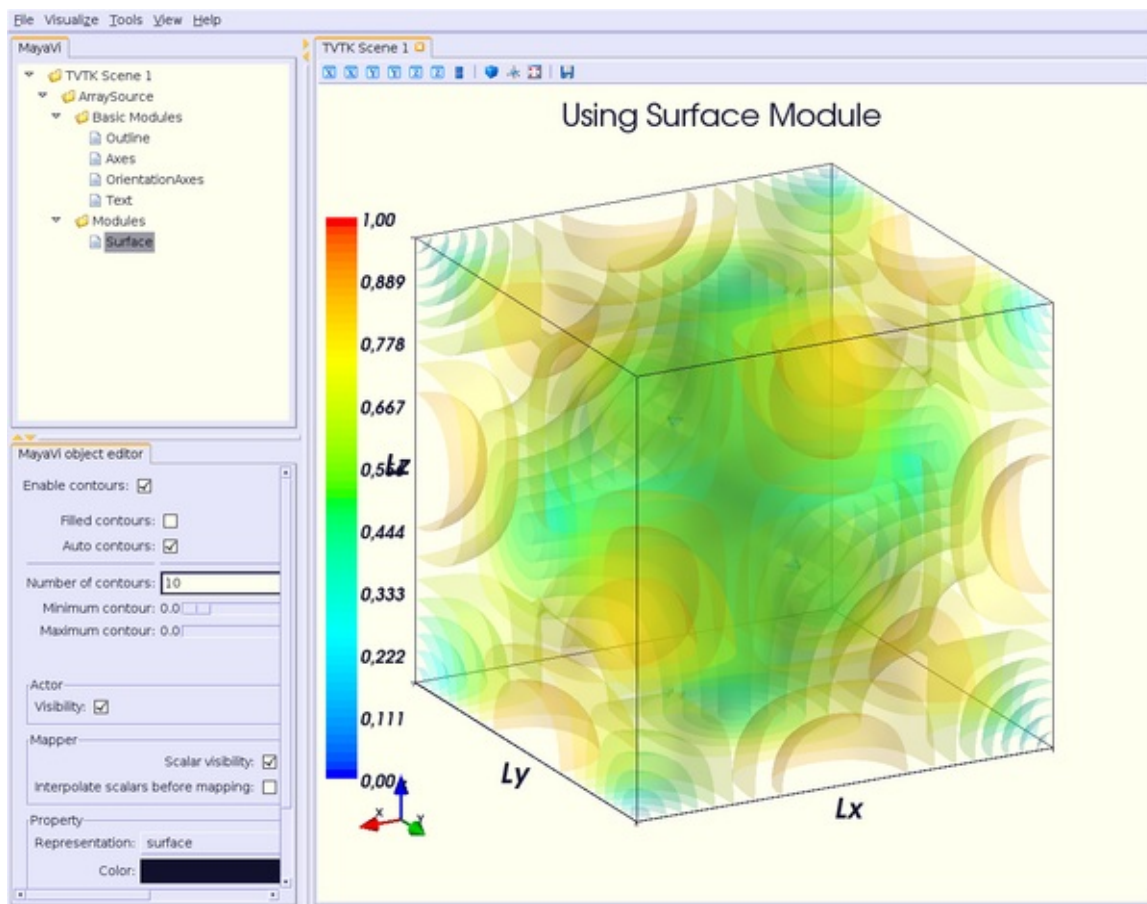 File Visualize Tools View Help
MayaVi
TVTK Scene 1
ArraySource
Basic Modules
Outline
Axes
OrientationAxes
Text
Modules
Surface
MayaVi object editor
Enable contours:
Filled contours:
Auto contours:
Number of contours: 10
Minimum contour: 0.0
Maximum contour: 0.0
Actor
Visibility:
Mapper
Scalar visibility:
Interpolate scalars before mapping:
Property
Representation: surface
Color:
TVTK Scene 1
X X Y Y Z Z
Using Surface Module
1,00
0,889
0,778
0,667
Lz
0,444
0,333
0,222
0,111
0,00
X Y
Ly
Lx